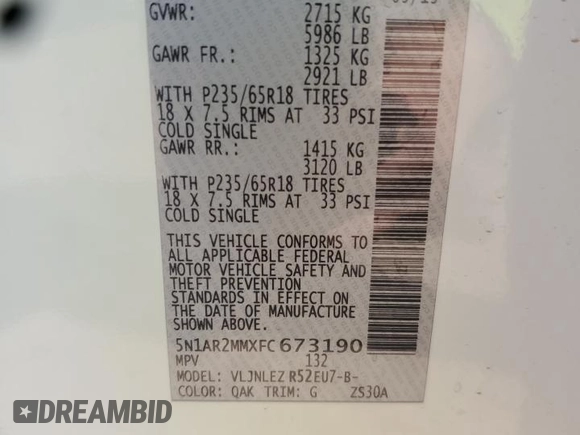 GVWR: 2715 KG
5986 LB
GAWR FR.: 1325 KG
2921 LB
WITH P235/65R18 TIRES
18 X 7.5 RIMS AT 33 PSI
COLD SINGLE
GAWR RR.: 1415 KG
3120 LB
WITH P235/65R18 TIRES
18 X 7.5 RIMS AT 33 PSI
COLD SINGLE
THIS VEHICLE CONFORMS TO
ALL APPLICABLE FEDERAL
MOTOR VEHICLE SAFETY AND
THEFT PREVENTION
STANDARDS IN EFFECT ON
THE DATE OF MANUFACTURE
SHOWN ABOVE.
5N1AR2MMXFC673190
MPV 132
MODEL: VLJNLEZ R52EU7-B-
COLOR: QAK TRIM: G ZS30A
DREAMBID